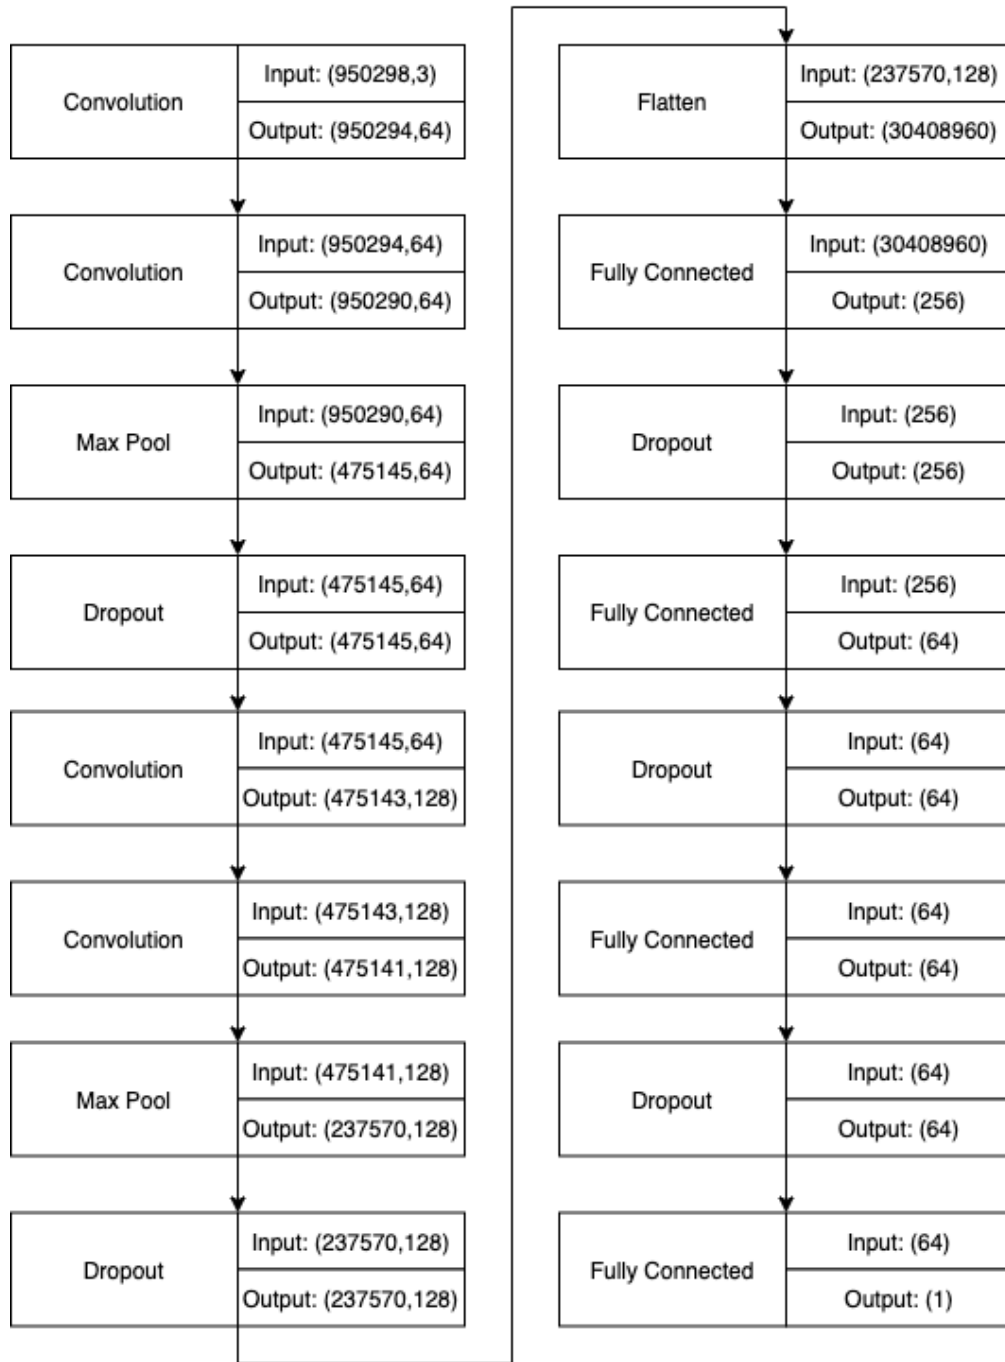 Convolution
Input: (950298,3)
Output: (950294,64)
Convolution
Input: (950294,64)
Output: (950290,64)
Max Pool
Input: (950290,64)
Output: (475145,64)
Dropout
Input: (475145,64)
Output: (475145,64)
Convolution
Input: (475145,64)
Output: (475143,128)
Convolution
Input: (475143,128)
Output: (475141,128)
Max Pool
Input: (475141,128)
Output: (237570,128)
Dropout
Input: (237570,128)
Output: (237570,128)
Flatten
Input: (237570,128)
Output: (30408960)
Fully Connected
Input: (30408960)
Output: (256)
Dropout
Input: (256)
Output: (256)
Fully Connected
Input: (256)
Output: (64)
Dropout
Input: (64)
Output: (64)
Fully Connected
Input: (64)
Output: (64)
Dropout
Input: (64)
Output: (64)
Fully Connected
Input: (64)
Output: (1)